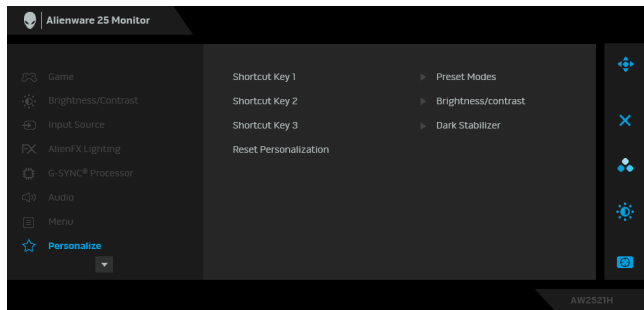 Alienware 25 Monitor
Game
Brightness/Contrast
Input Source
AlienFX Lighting
G-SYNC® Processor
Audio
Menu
Personalize
Shortcut Key 1 Preset Modes
Shortcut Key 2 Brightness/contrast
Shortcut Key 3 Dark Stabilizer
Reset Personalization
AW2521H